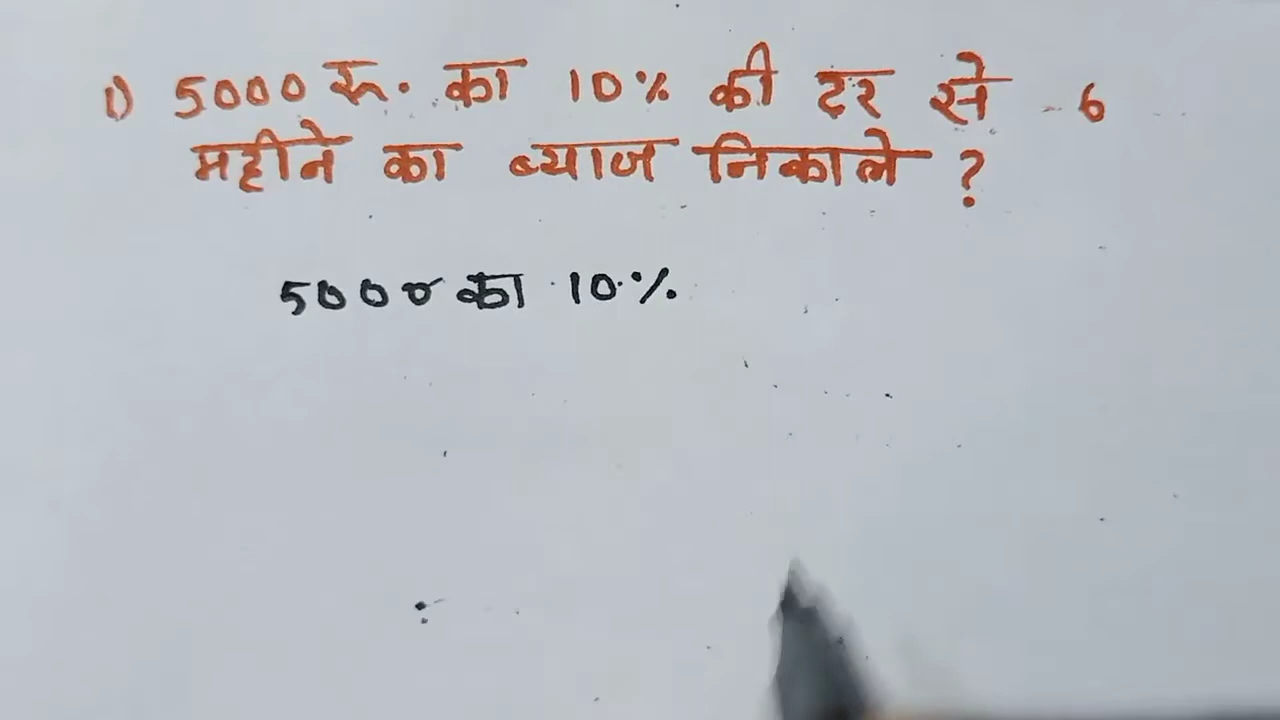 1) 5000 रू. का 10% की दर से 6
महीने का ब्याज निकाले ?
5000 का 10%